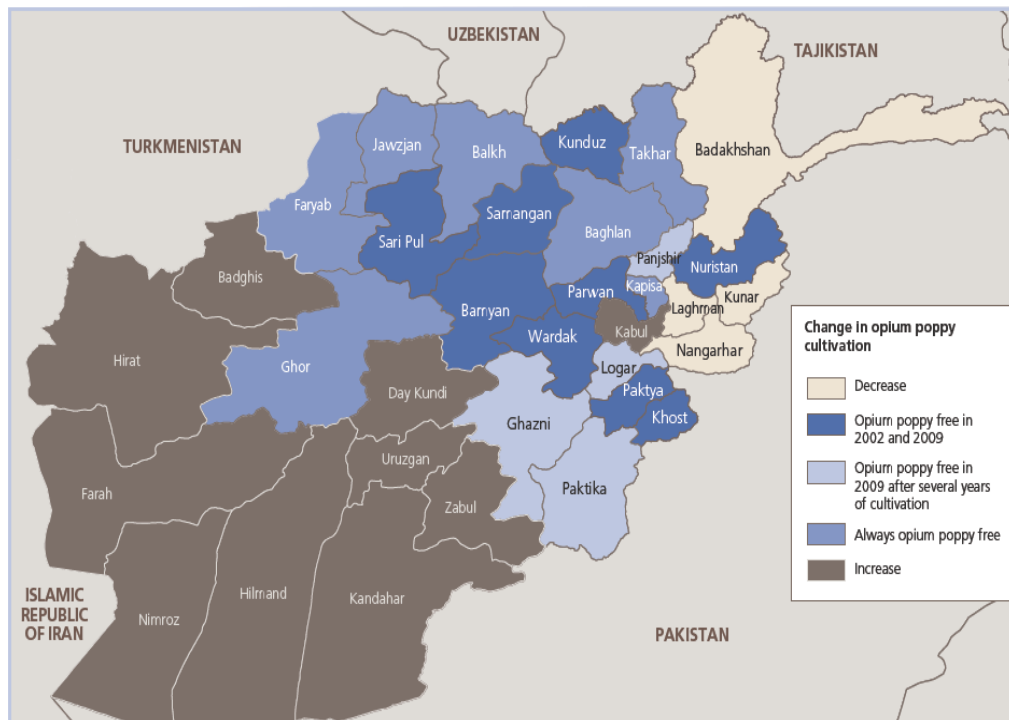 UZBEKISTAN
TAJIKISTAN
TURKMENISTAN
Jawzjan
Balkh
Kunduz
Takhar
Badakhshan
Faryab
Sari Pul
Samangan
Baghlan
Panjshir
Nuristan
Badghis
Bamyan
Parwan
Kapisa
Laghman
Kunar
Kabul
Wardak
Nangarhar
Hirat
Ghor
Day Kundi
Logar
Paktya
Khost
Ghazni
Uruzgan
Zabul
Paktika
Farah
Nimroz
Hilmand
Kandahar
ISLAMIC
REPUBLIC
OF IRAN
PAKISTAN
Change in opium poppy
cultivation
Decrease
Opium poppy free in
2002 and 2009
Opium poppy free in
2009 after several years
of cultivation
Always opium poppy free
Increase